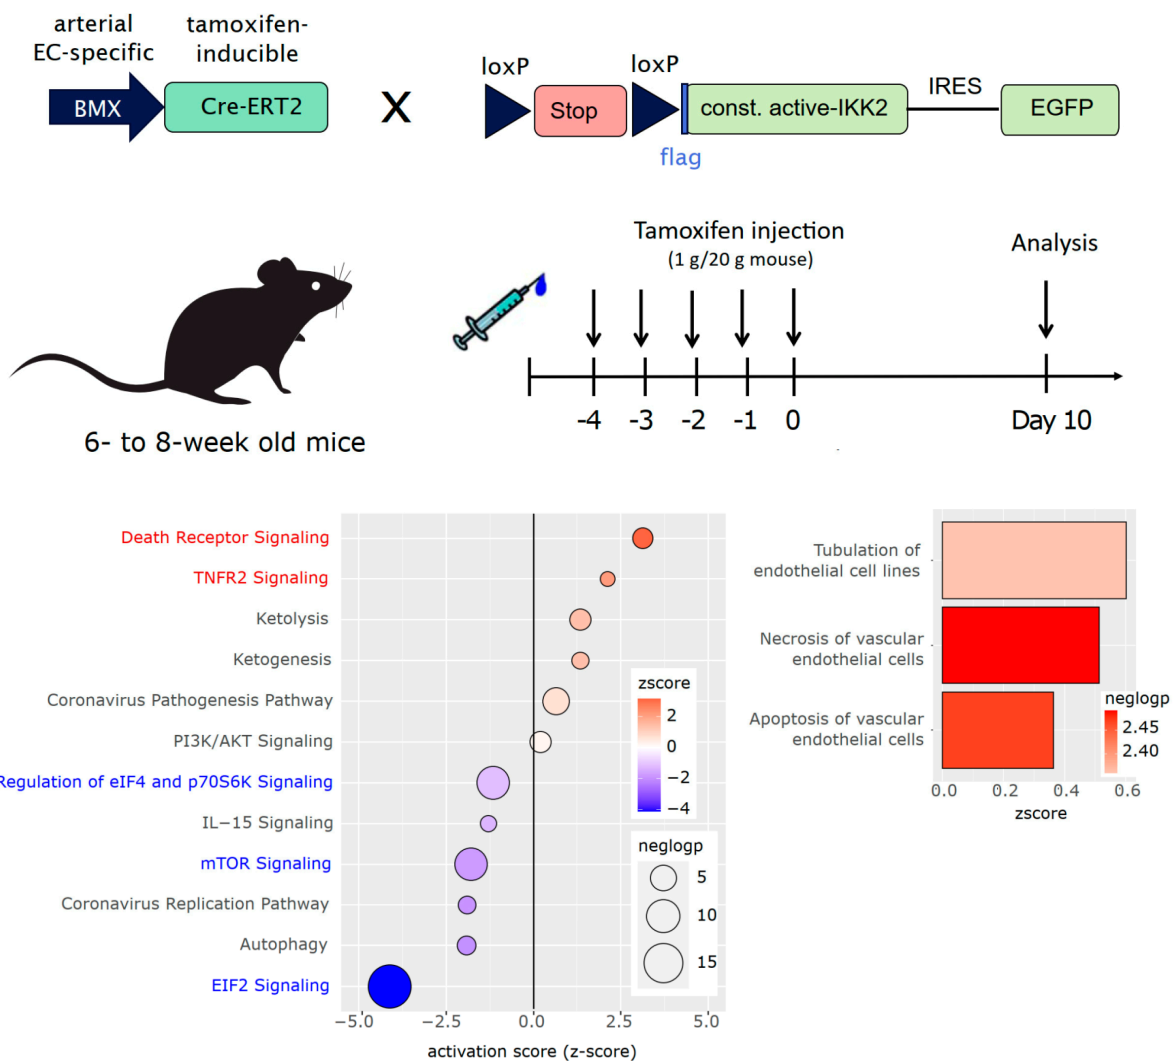 arterial
EC-specific
tamoxifen-
inducible
BMX
Cre-ERT2
X
loxP
Stop
loxP
flag
const. active-IKK2
IRES
EGFP
6- to 8-week old mice
Tamoxifen injection
(1 g/20 g mouse)
Analysis
-4
-3
-2
-1
0
Day 10
Death Receptor Signaling
TNFR2 Signaling
Ketolysis
Ketogenesis
Coronavirus Pathogenesis Pathway
PI3K/AKT Signaling
Regulation of eIF4 and p70S6K Signaling
IL−15 Signaling
mTOR Signaling
Coronavirus Replication Pathway
Autophagy
EIF2 Signaling
−5.0
−2.5
0.0
2.5
5.0
activation score (z-score)
zscore
2
0
−2
−4
neglogp
5
10
15
Tubulation of
endothelial cell lines
Necrosis of vascular
endothelial cells
Apoptosis of vascular
endothelial cells
0.0
0.2
0.4
0.6
zscore
neglogp
2.45
2.40